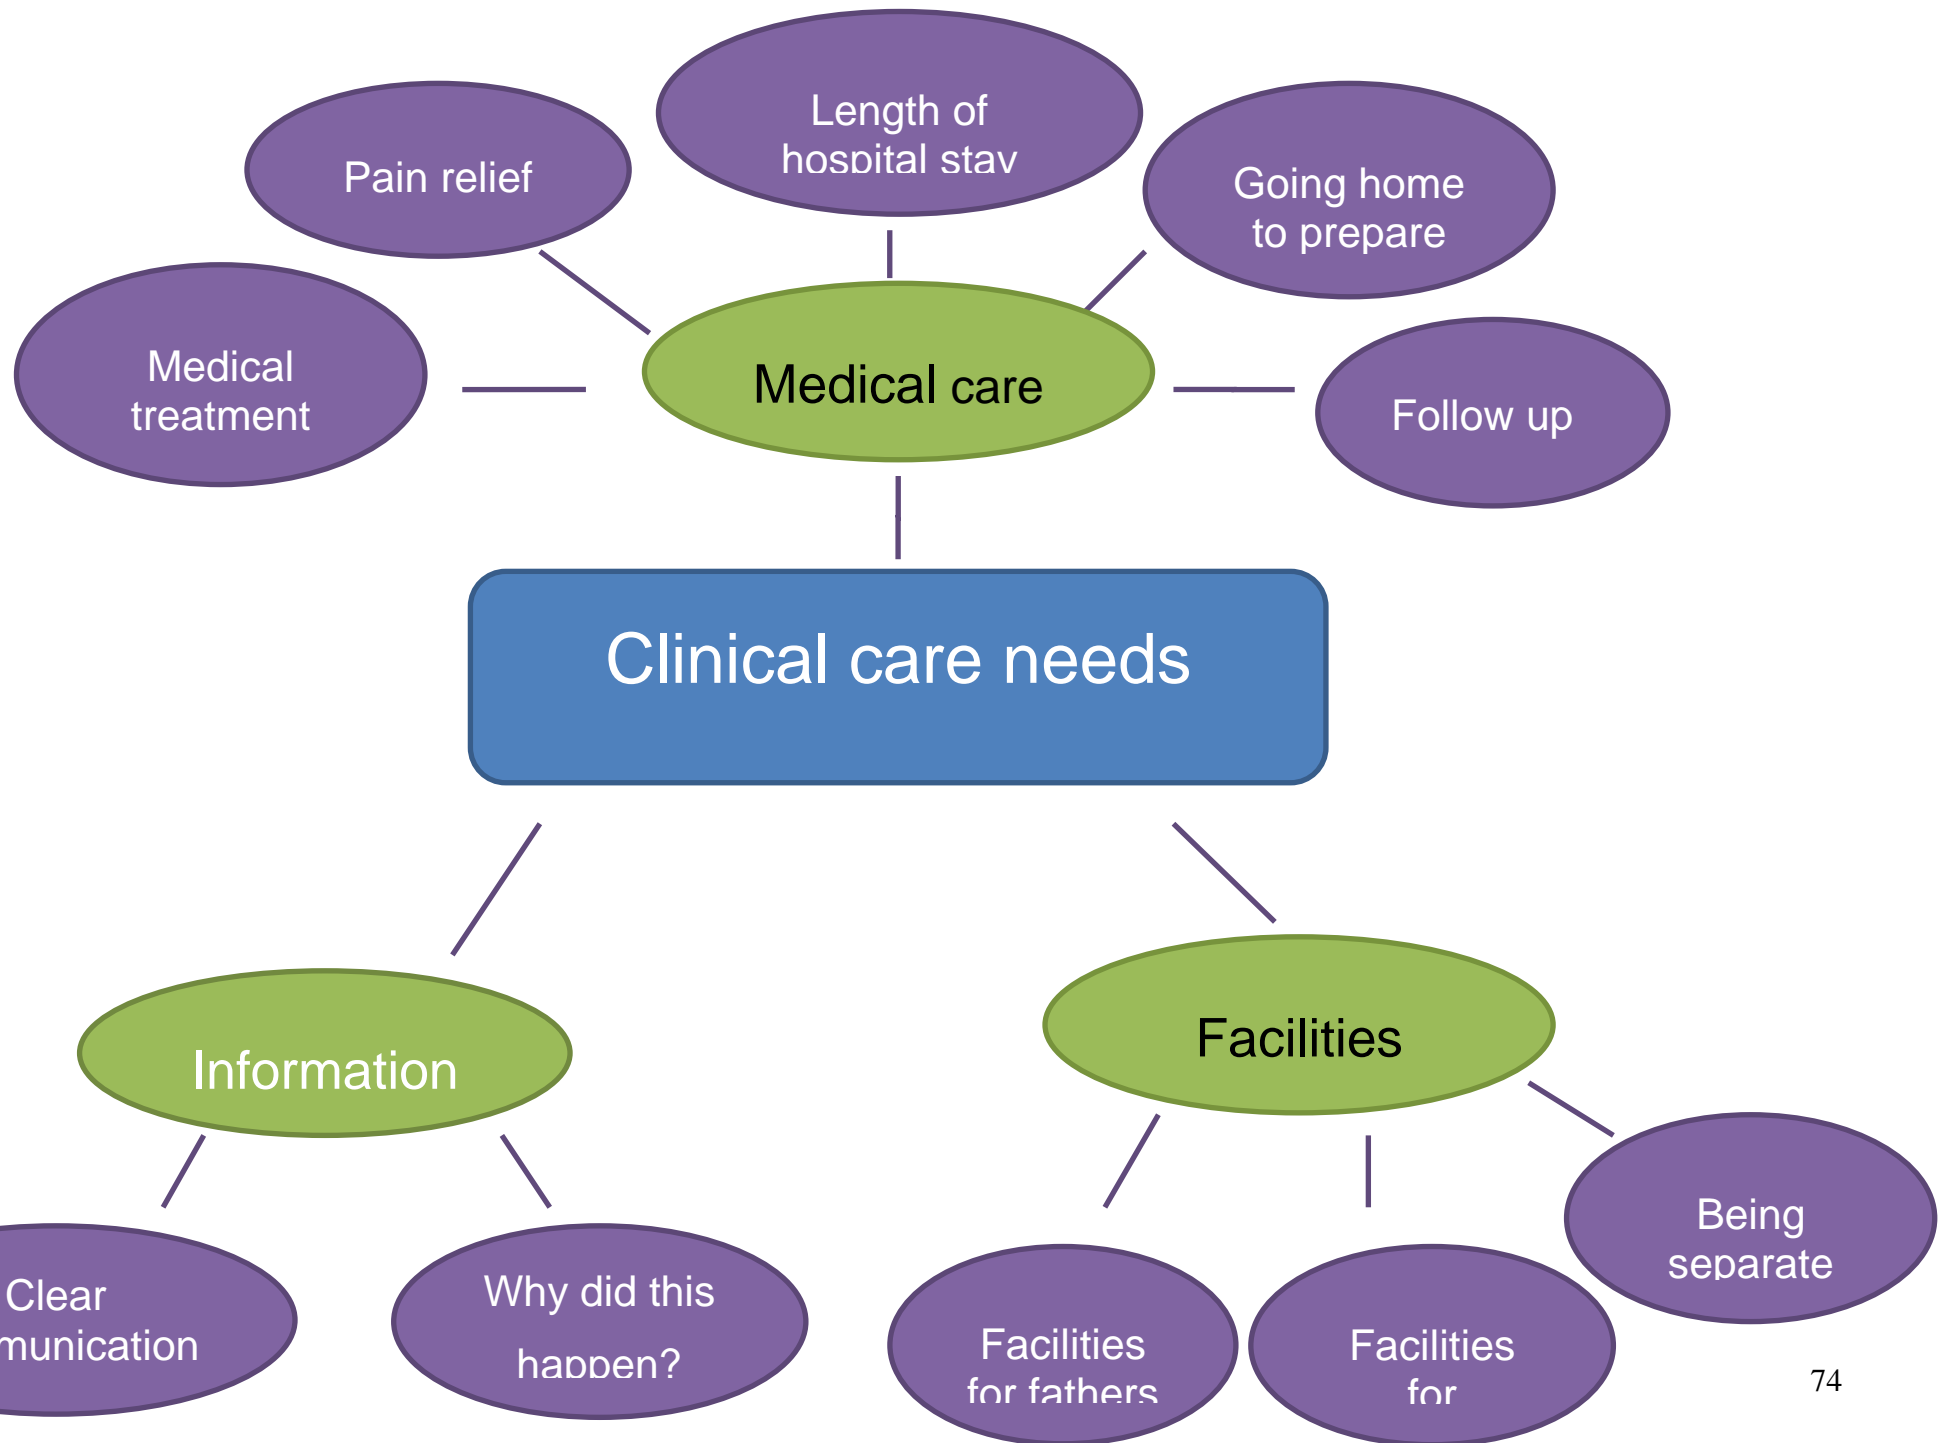 Length of
hospital stay
Pain relief
Going home
to prepare
Medical
treatment
Medical care
Follow up
Clinical care needs
Information
Facilities
Being
separate
Clear
munication
Why did this
happen?
Facilities
for fathers
Facilities
for
74